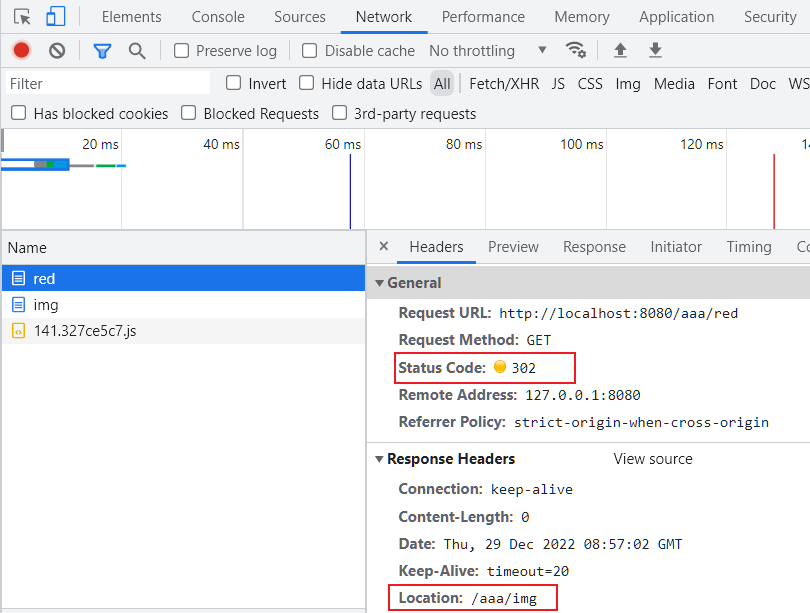 Elements Console Sources Network Performance Memory Application Security
Preserve log Disable cache No throttling
Filter Invert Hide data URLs All Fetch/XHR JS CSS Img Media Font Doc WS
Has blocked cookies Blocked Requests 3rd-party requests
20 ms 40 ms 60 ms 80 ms 100 ms 120 ms
Name × Headers Preview Response Initiator Timing
red
img
141.327ce5c7.js
General
Request URL: http://localhost:8080/aaa/red
Request Method: GET
Status Code: 302
Remote Address: 127.0.0.1:8080
Referrer Policy: strict-origin-when-cross-origin
Response Headers View source
Connection: keep-alive
Content-Length: 0
Date: Thu, 29 Dec 2022 08:57:02 GMT
Keep-Alive: timeout=20
Location: /aaa/img